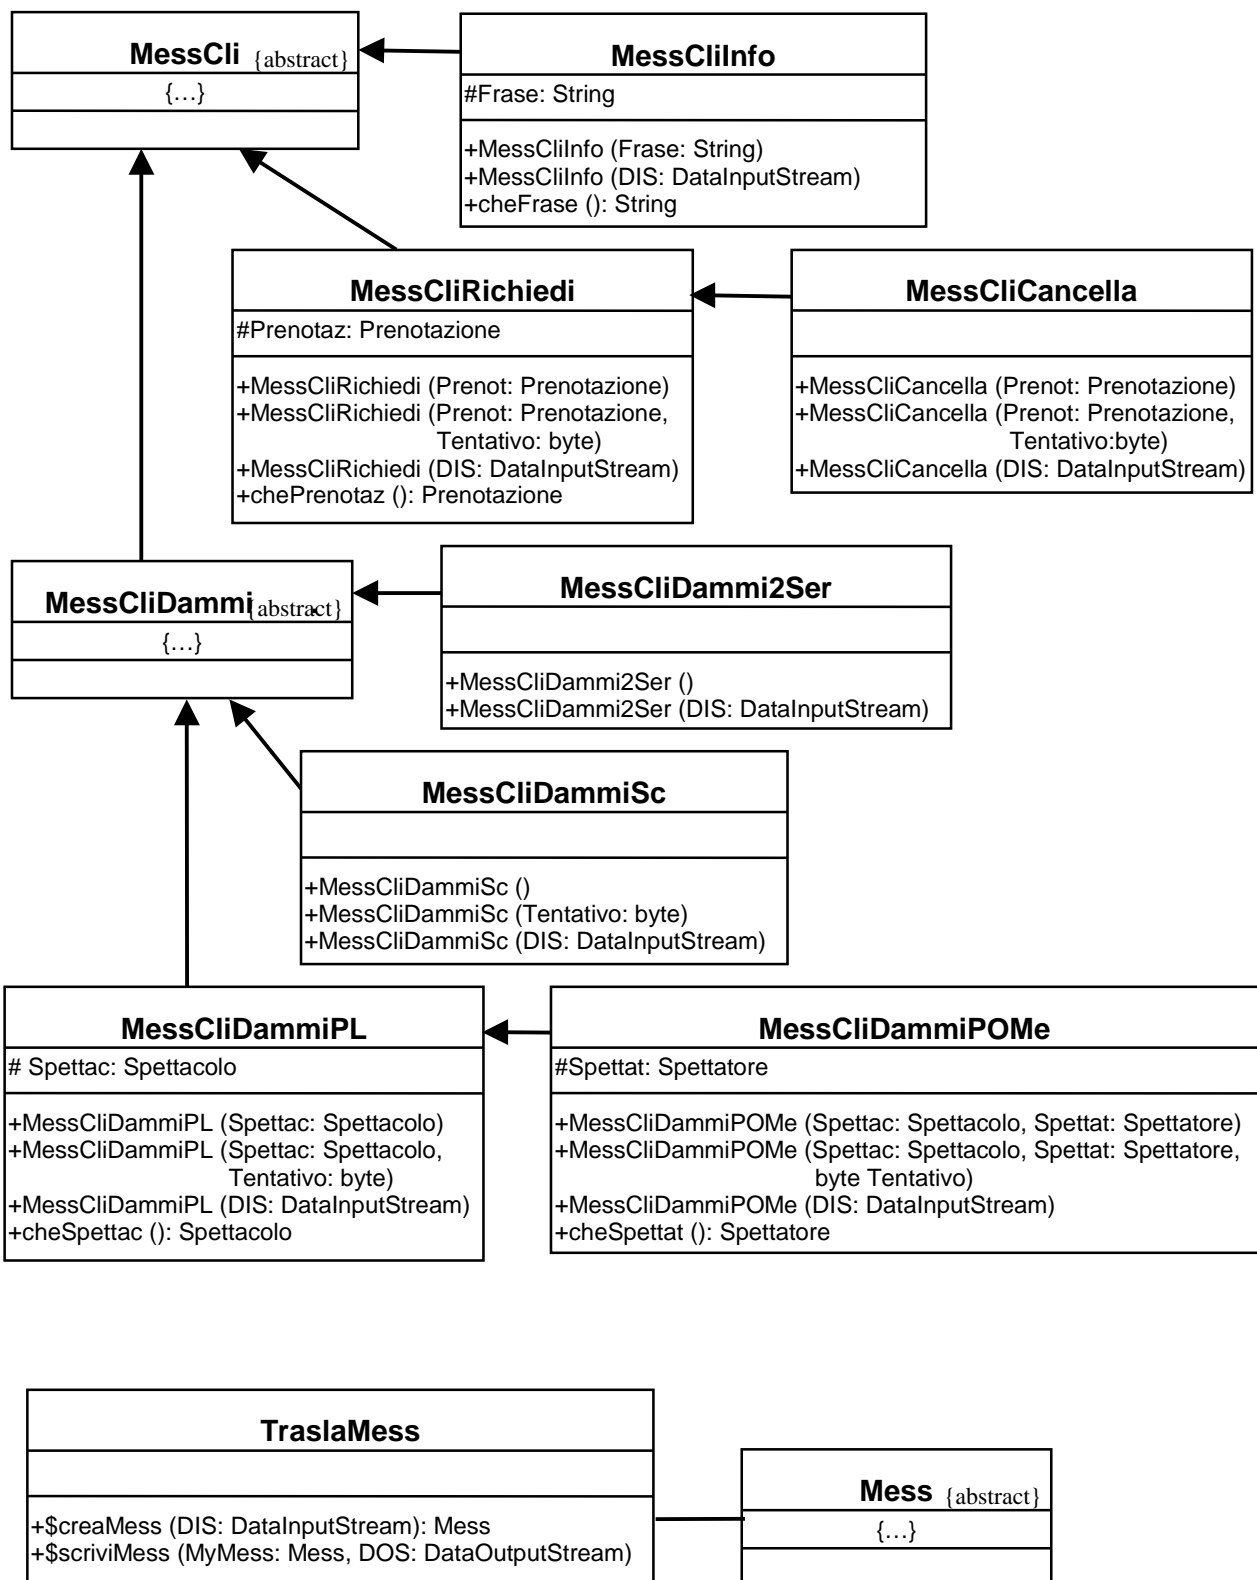 MessCli {abstract}
{...}
MessCliInfo
#Frase: String
+MessCliInfo (Frase: String)
+MessCliInfo (DIS: DataInputStream)
+cheFrase (): String
MessCliRichiedi
#Prenotaz: Prenotazione
+MessCliRichiedi (Prenot: Prenotazione)
+MessCliRichiedi (Prenot: Prenotazione,
Tentativo: byte)
+MessCliRichiedi (DIS: DataInputStream)
+chePrenotaz (): Prenotazione
MessCliCancella
+MessCliCancella (Prenot: Prenotazione)
+MessCliCancella (Prenot: Prenotazione,
Tentativo:byte)
+MessCliCancella (DIS: DataInputStream)
MessCliDammi {abstract}
{...}
MessCliDammi2Ser
+MessCliDammi2Ser ()
+MessCliDammi2Ser (DIS: DataInputStream)
MessCliDammiSc
+MessCliDammiSc ()
+MessCliDammiSc (Tentativo: byte)
+MessCliDammiSc (DIS: DataInputStream)
MessCliDammiPL
# Spettac: Spettacolo
+MessCliDammiPL (Spettac: Spettacolo)
+MessCliDammiPL (Spettac: Spettacolo,
Tentativo: byte)
+MessCliDammiPL (DIS: DataInputStream)
+cheSpettac (): Spettacolo
MessCliDammiPOMe
#Spettat: Spettatore
+MessCliDammiPOMe (Spettac: Spettacolo, Spettat: Spettatore)
+MessCliDammiPOMe (Spettac: Spettacolo, Spettat: Spettatore,
byte Tentativo)
+MessCliDammiPOMe (DIS: DataInputStream)
+cheSpettat (): Spettatore
TraslaMess
+$creaMess (DIS: DataInputStream): Mess
+$scriviMess (MyMess: Mess, DOS: DataOutputStream)
Mess {abstract}
{...}